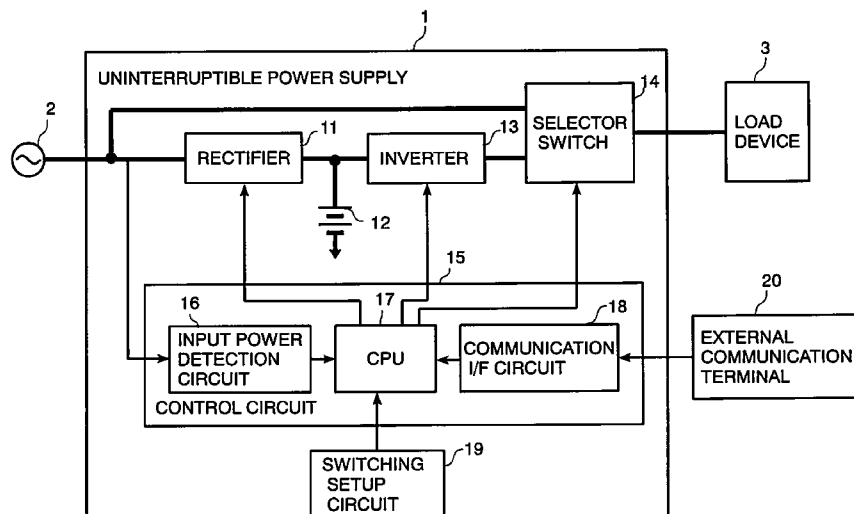 1
UNINTERRUPTIBLE POWER SUPPLY
2
11
13
14
3
RECTIFIER
INVERTER
SELECTOR
SWITCH
LOAD
DEVICE
12
15
16
17
18
20
INPUT POWER
DETECTION
CIRCUIT
CPU
COMMUNICATION
I/F CIRCUIT
EXTERNAL
COMMUNICATION
TERMINAL
CONTROL CIRCUIT
19
SWITCHING
SETUP
CIRCUIT